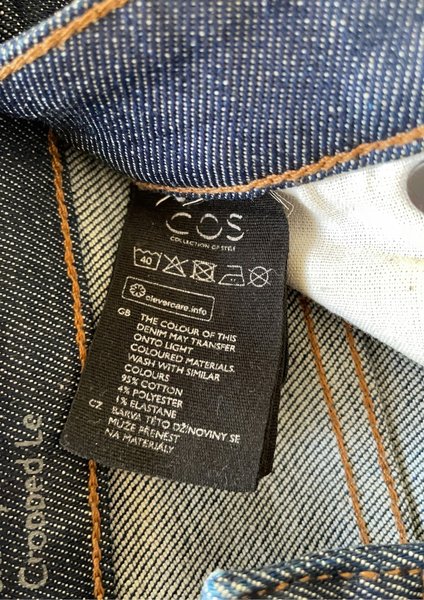 COS
COLLECTION OF STYLE
40
clevercare.info
GB THE COLOUR OF THIS
DENIM MAY TRANSFER
ONTO LIGHT
COLOURED MATERIALS.
WASH WITH SIMILAR
COLOURS
95% COTTON
4% POLYESTER
1% ELASTANE
CZ BARVA TÉTO DŽÍNOVINY SE
MŮŽE PŘENEST
NA MATERIÁLY
Cropped Le